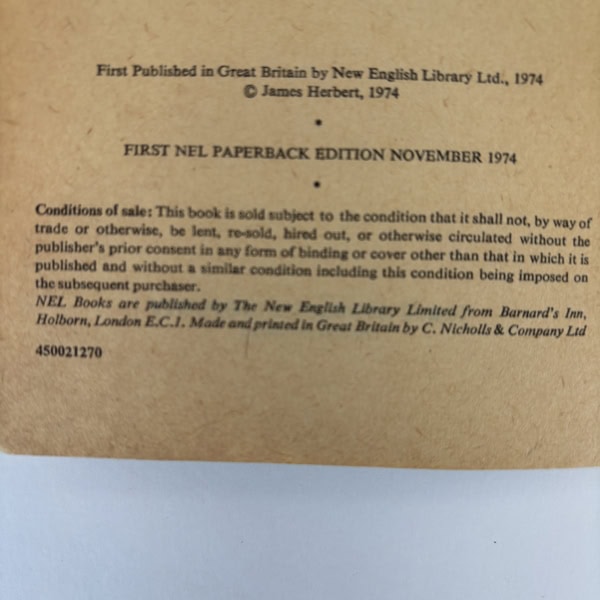 First Published in Great Britain by New English Library Ltd., 1974
© James Herbert, 1974
•
FIRST NEL PAPERBACK EDITION NOVEMBER 1974
•
Conditions of sale: This book is sold subject to the condition that it shall not, by way of
trade or otherwise, be lent, re-sold, hired out, or otherwise circulated without the
publisher's prior consent in any form of binding or cover other than that in which it is
published and without a similar condition including this condition being imposed on
the subsequent purchaser.
NEL Books are published by The New English Library Limited from Barnard's Inn,
Holborn, London E.C.1. Made and printed in Great Britain by C. Nicholls & Company Ltd
450021270